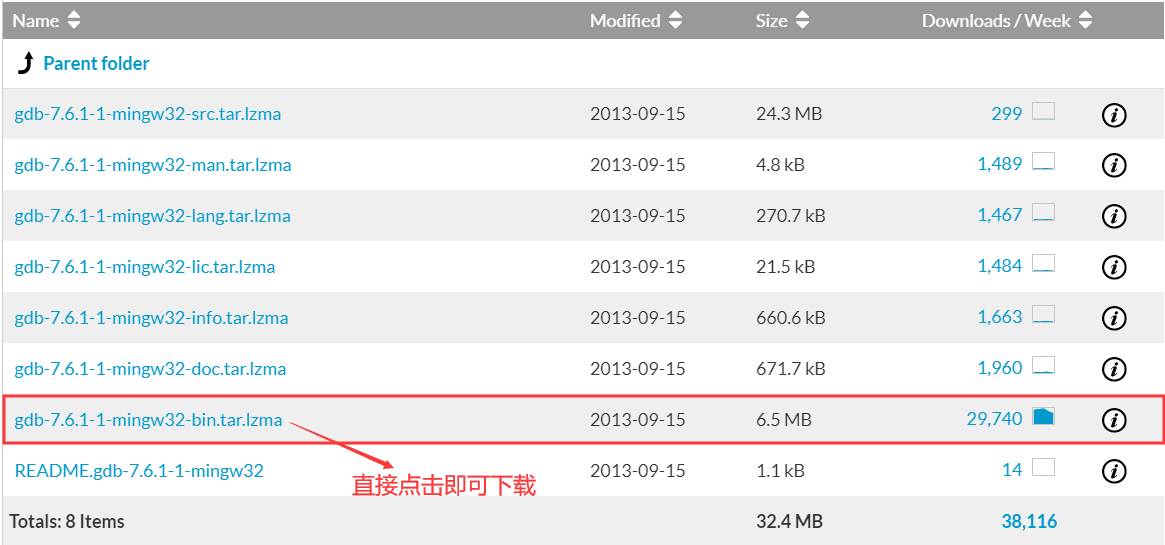 Name Modified Size Downloads / Week
Parent folder
gdb-7.6.1-1-mingw32-src.tar.lzma 2013-09-15 24.3 MB 299
gdb-7.6.1-1-mingw32-man.tar.lzma 2013-09-15 4.8 kB 1,489
gdb-7.6.1-1-mingw32-lang.tar.lzma 2013-09-15 270.7 kB 1,467
gdb-7.6.1-1-mingw32-lic.tar.lzma 2013-09-15 21.5 kB 1,484
gdb-7.6.1-1-mingw32-info.tar.lzma 2013-09-15 660.6 kB 1,663
gdb-7.6.1-1-mingw32-doc.tar.lzma 2013-09-15 671.7 kB 1,960
gdb-7.6.1-1-mingw32-bin.tar.lzma 2013-09-15 6.5 MB 29,740
README.gdb-7.6.1-1-mingw32 2013-09-15 1.1 kB 14
直接点击即可下载
Totals: 8 Items 32.4 MB 38,116